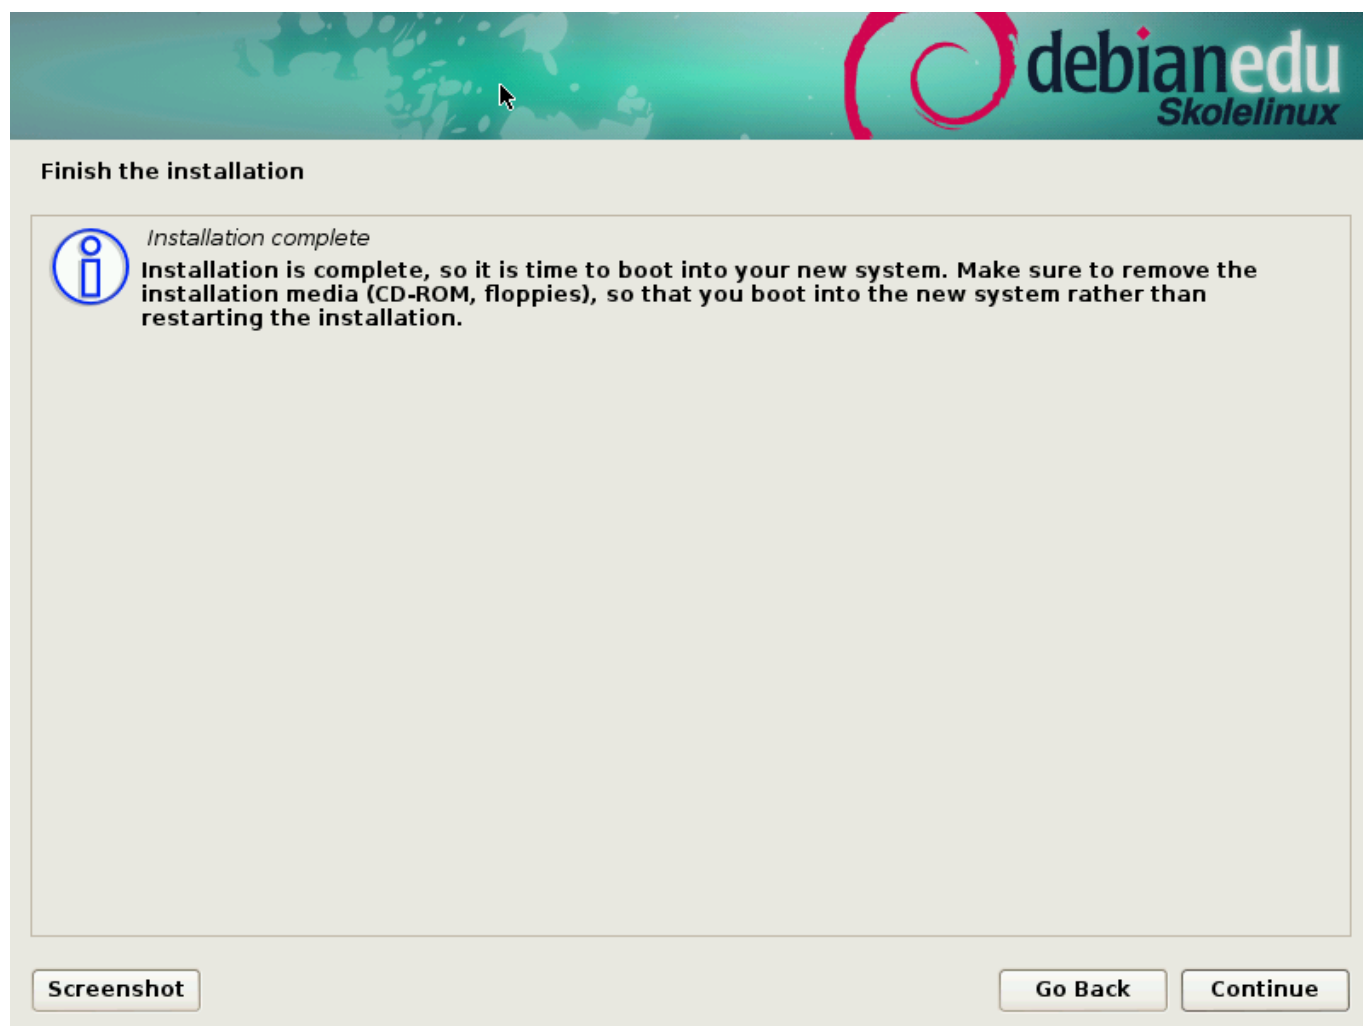 debianedu
Skolelinux
Finish the installation
Installation complete
Installation is complete, so it is time to boot into your new system. Make sure to remove the
installation media (CD-ROM, floppies), so that you boot into the new system rather than
restarting the installation.
Screenshot
Go Back
Continue